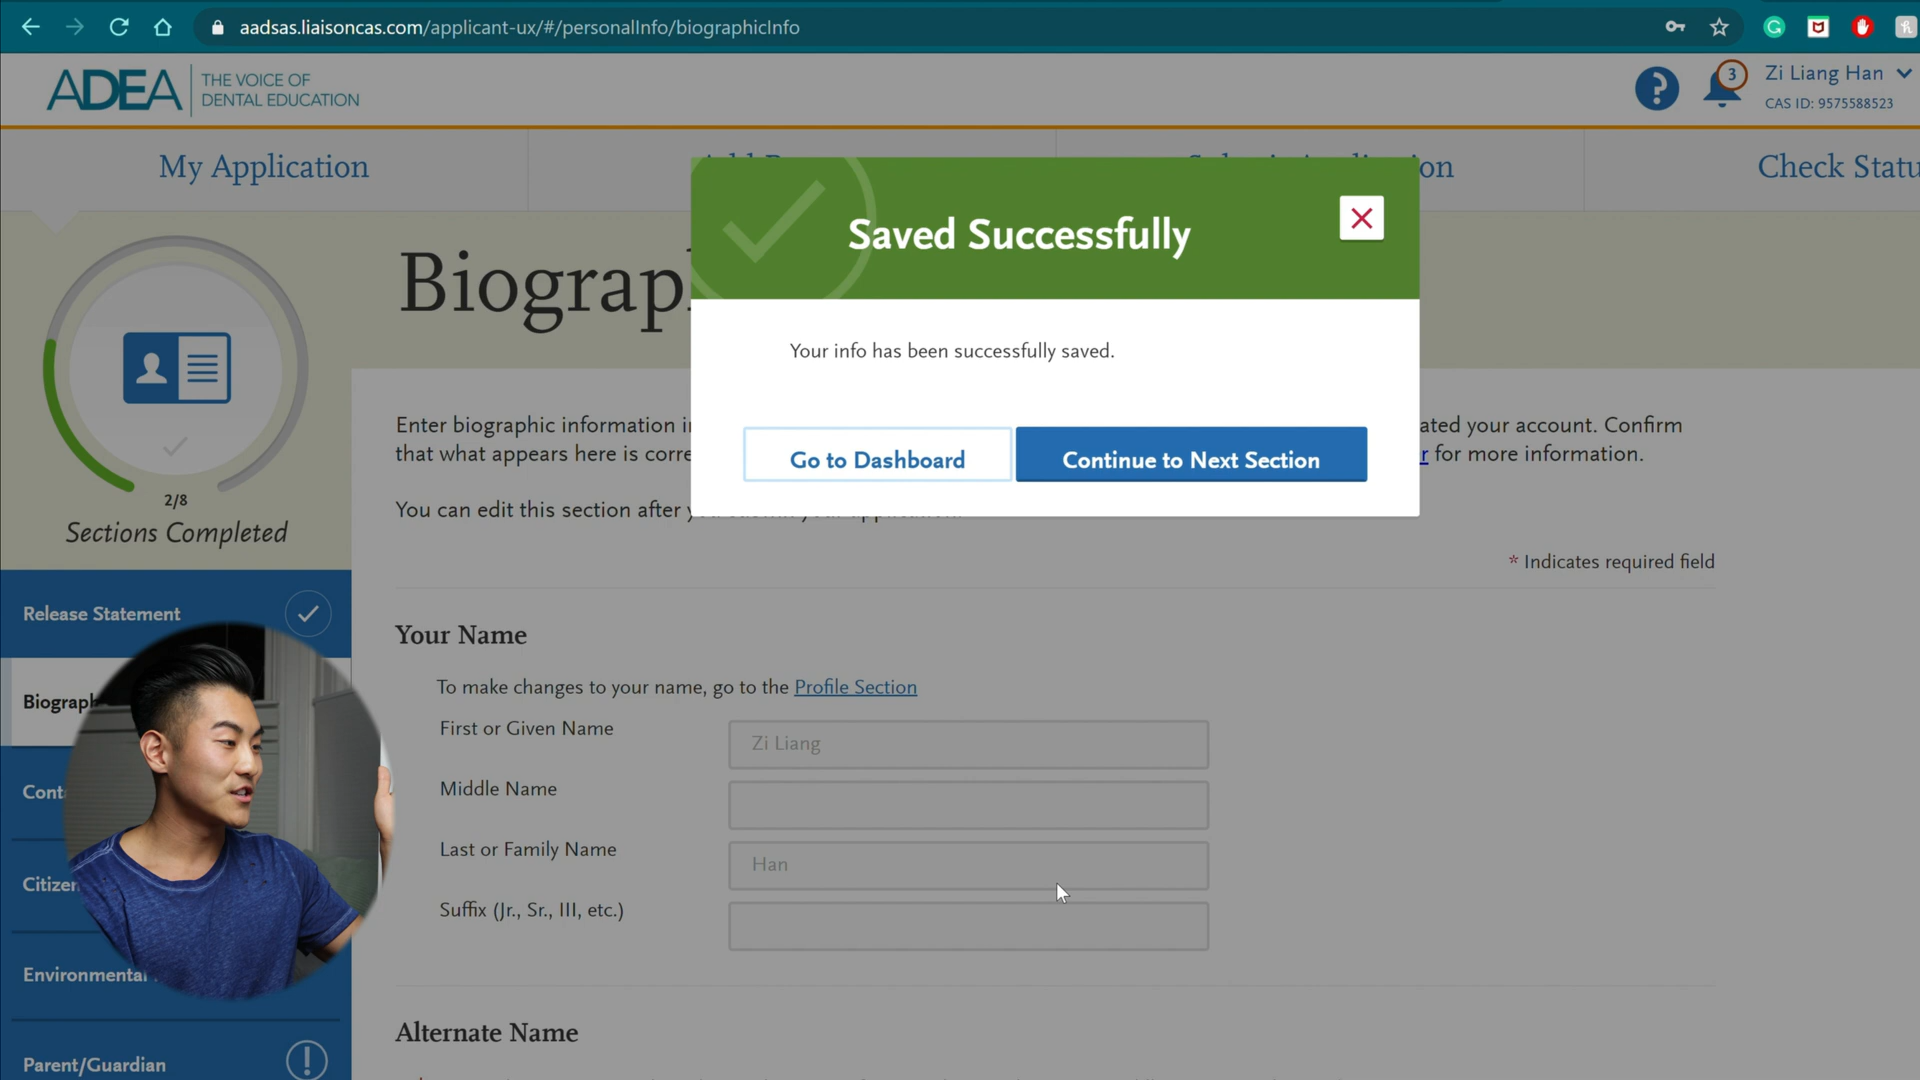 aadsas.liaisoncas.com/applicant-ux/#/personalInfo/biographicInfo
ADEA
THE VOICE OF
DENTAL EDUCATION
3
Zi Liang Han
CAS ID: 9575588523
My Application
on
Check Statu
Saved Successfully
Your info has been successfully saved.
Go to Dashboard
Continue to Next Section
Biograp
2/8
Sections Completed
Enter biographic information i
ated your account. Confirm
that what appears here is corre
r for more information.
You can edit this section after y
* Indicates required field
Release Statement
Biograph
Cont
Citizen
Environmental
Parent/Guardian
Your Name
To make changes to your name, go to the Profile Section
First or Given Name
Zi Liang
Middle Name
Last or Family Name
Han
Suffix (Jr., Sr., III, etc.)
Alternate Name